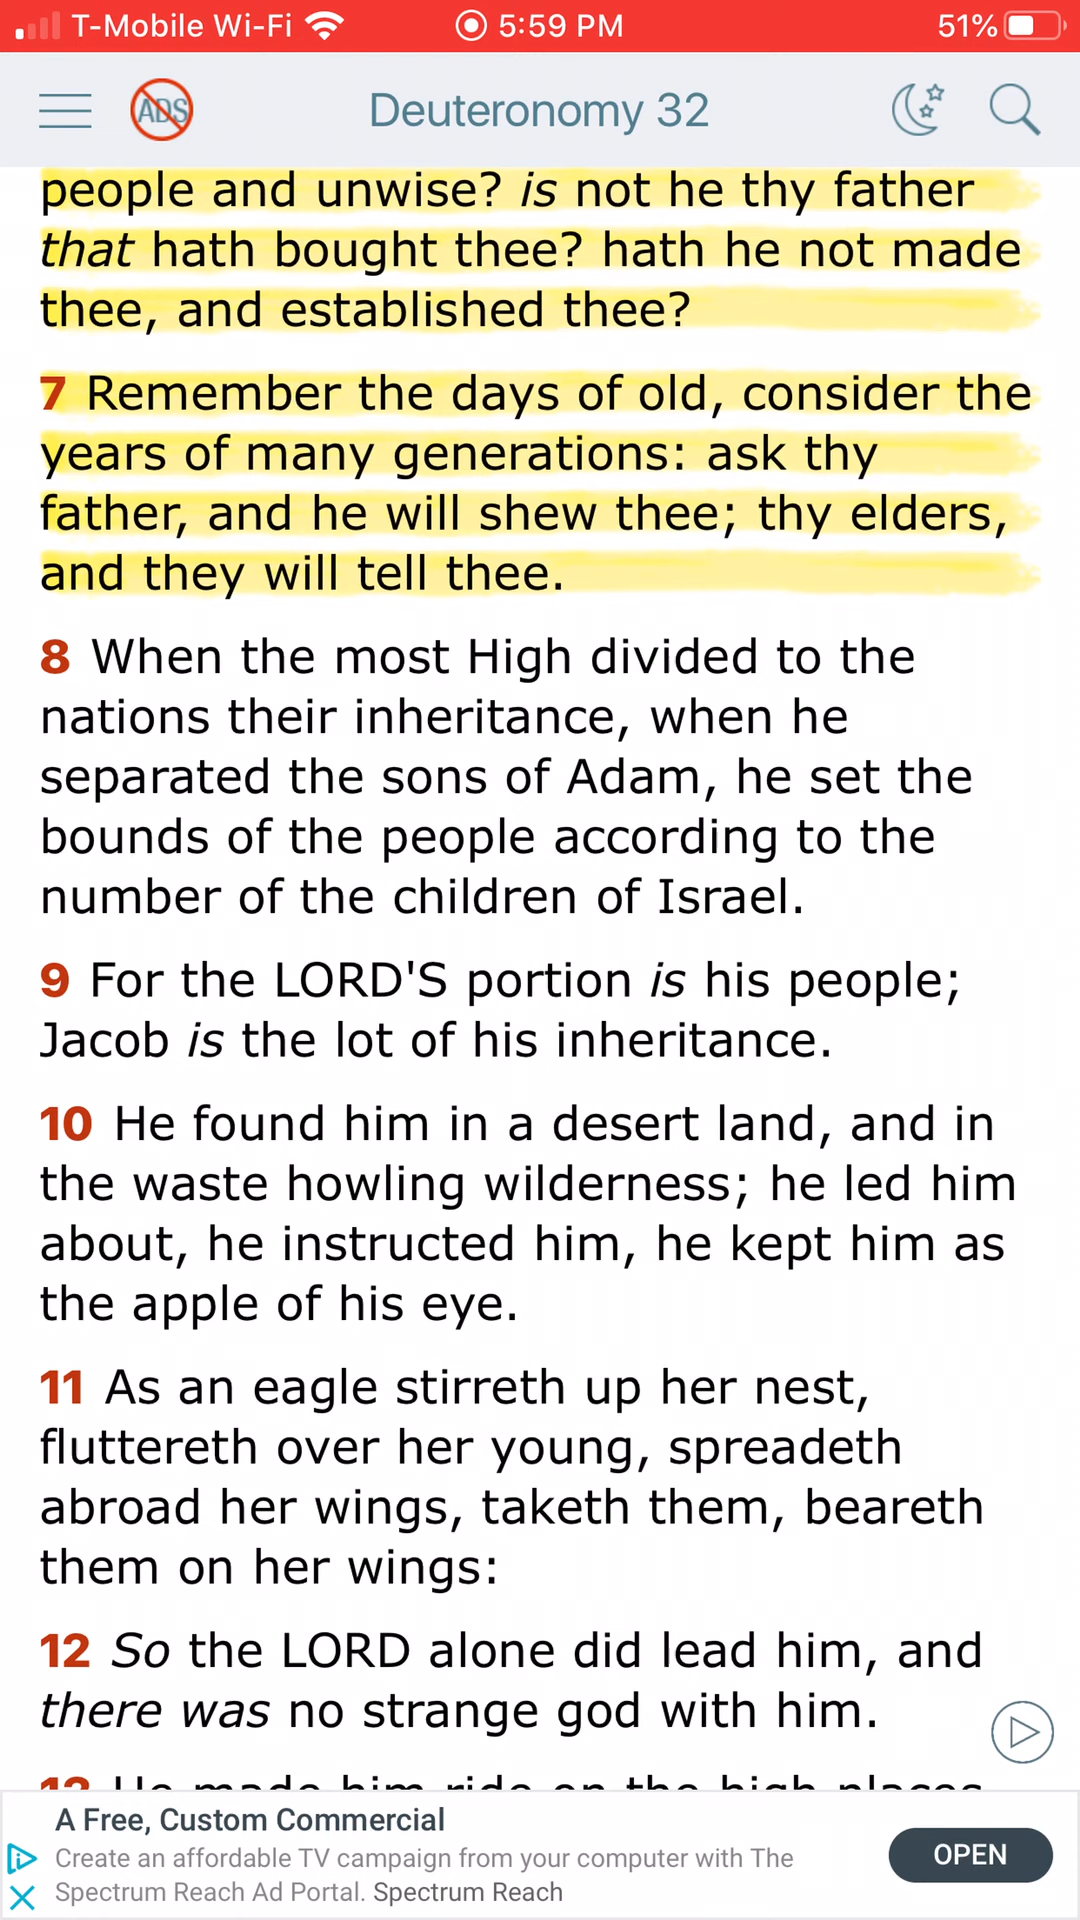 T-Mobile Wi-Fi 5:59 PM 51%
ADS Deuteronomy 32
people and unwise? is not he thy father
that hath bought thee? hath he not made
thee, and established thee?
7 Remember the days of old, consider the
years of many generations: ask thy
father, and he will shew thee; thy elders,
and they will tell thee.
8 When the most High divided to the
nations their inheritance, when he
separated the sons of Adam, he set the
bounds of the people according to the
number of the children of Israel.
9 For the LORD'S portion is his people;
Jacob is the lot of his inheritance.
10 He found him in a desert land, and in
the waste howling wilderness; he led him
about, he instructed him, he kept him as
the apple of his eye.
11 As an eagle stirreth up her nest,
fluttereth over her young, spreadeth
abroad her wings, taketh them, beareth
them on her wings:
12 So the LORD alone did lead him, and
there was no strange god with him.
13 He made him ride on the high places
A Free, Custom Commercial
Create an affordable TV campaign from your computer with The
Spectrum Reach Ad Portal. Spectrum Reach
OPEN